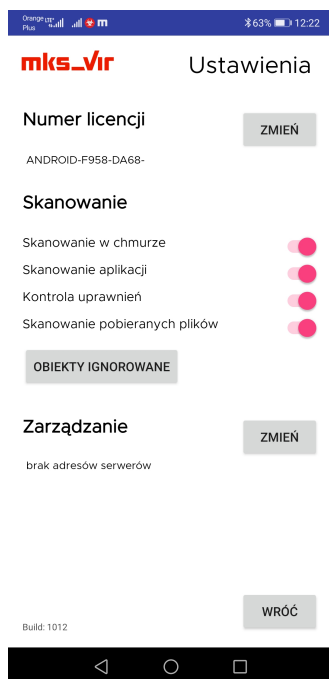 Orange LTE 63% 12:22
Plus
mks_vir Ustawienia
Numer licencji
ZMIEŃ
ANDROID-F958-DA68-
Skanowanie
Skanowanie w chmurze
Skanowanie aplikacji
Kontrola uprawnień
Skanowanie pobieranych plików
OBIEKTY IGNOROWANE
Zarządzanie
ZMIEŃ
brak adresów serwerów
WRÓĆ
Build: 1012